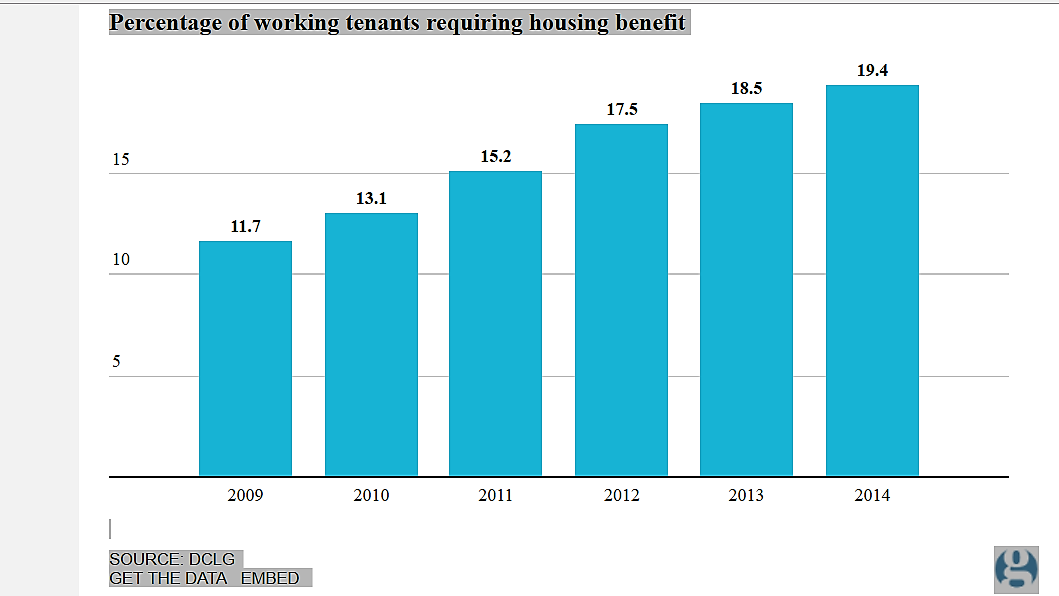 Percentage of working tenants requiring housing benefit
19.4
18.5
17.5
15.2
15
13.1
11.7
10
5
2009 2010 2011 2012 2013 2014
SOURCE: DCLG
GET THE DATA EMBED
g